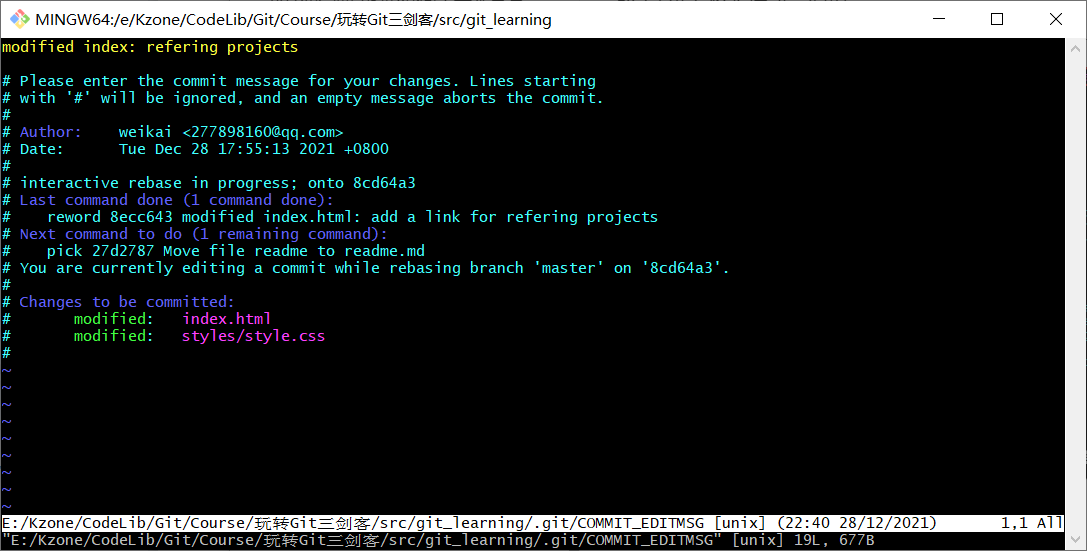 MINGW64:/e/Kzone/CodeLib/Git/Course/玩转Git三剑客/src/git_learning
modified index: refering projects
# Please enter the commit message for your changes. Lines starting
# with '#' will be ignored, and an empty message aborts the commit.
#
# Author:    weikai <277898160@qq.com>
# Date:      Tue Dec 28 17:55:13 2021 +0800
#
# interactive rebase in progress; onto 8cd64a3
# Last command done (1 command done):
#    reword 8ecc643 modified index.html: add a link for refering projects
# Next command to do (1 remaining command):
#    pick 27d2787 Move file readme to readme.md
# You are currently editing a commit while rebasing branch 'master' on '8cd64a3'.
#
# Changes to be committed:
#       modified:   index.html
#       modified:   styles/style.css
#
~
~
~
~
~
~
~
~
~
E:/Kzone/CodeLib/Git/Course/玩转Git三剑客/src/git_learning/.git/COMMIT_EDITMSG [unix] (22:40 28/12/2021)       1,1 All
"E:/Kzone/CodeLib/Git/Course/玩转Git三剑客/src/git_learning/.git/COMMIT_EDITMSG" [unix] 19L, 677B